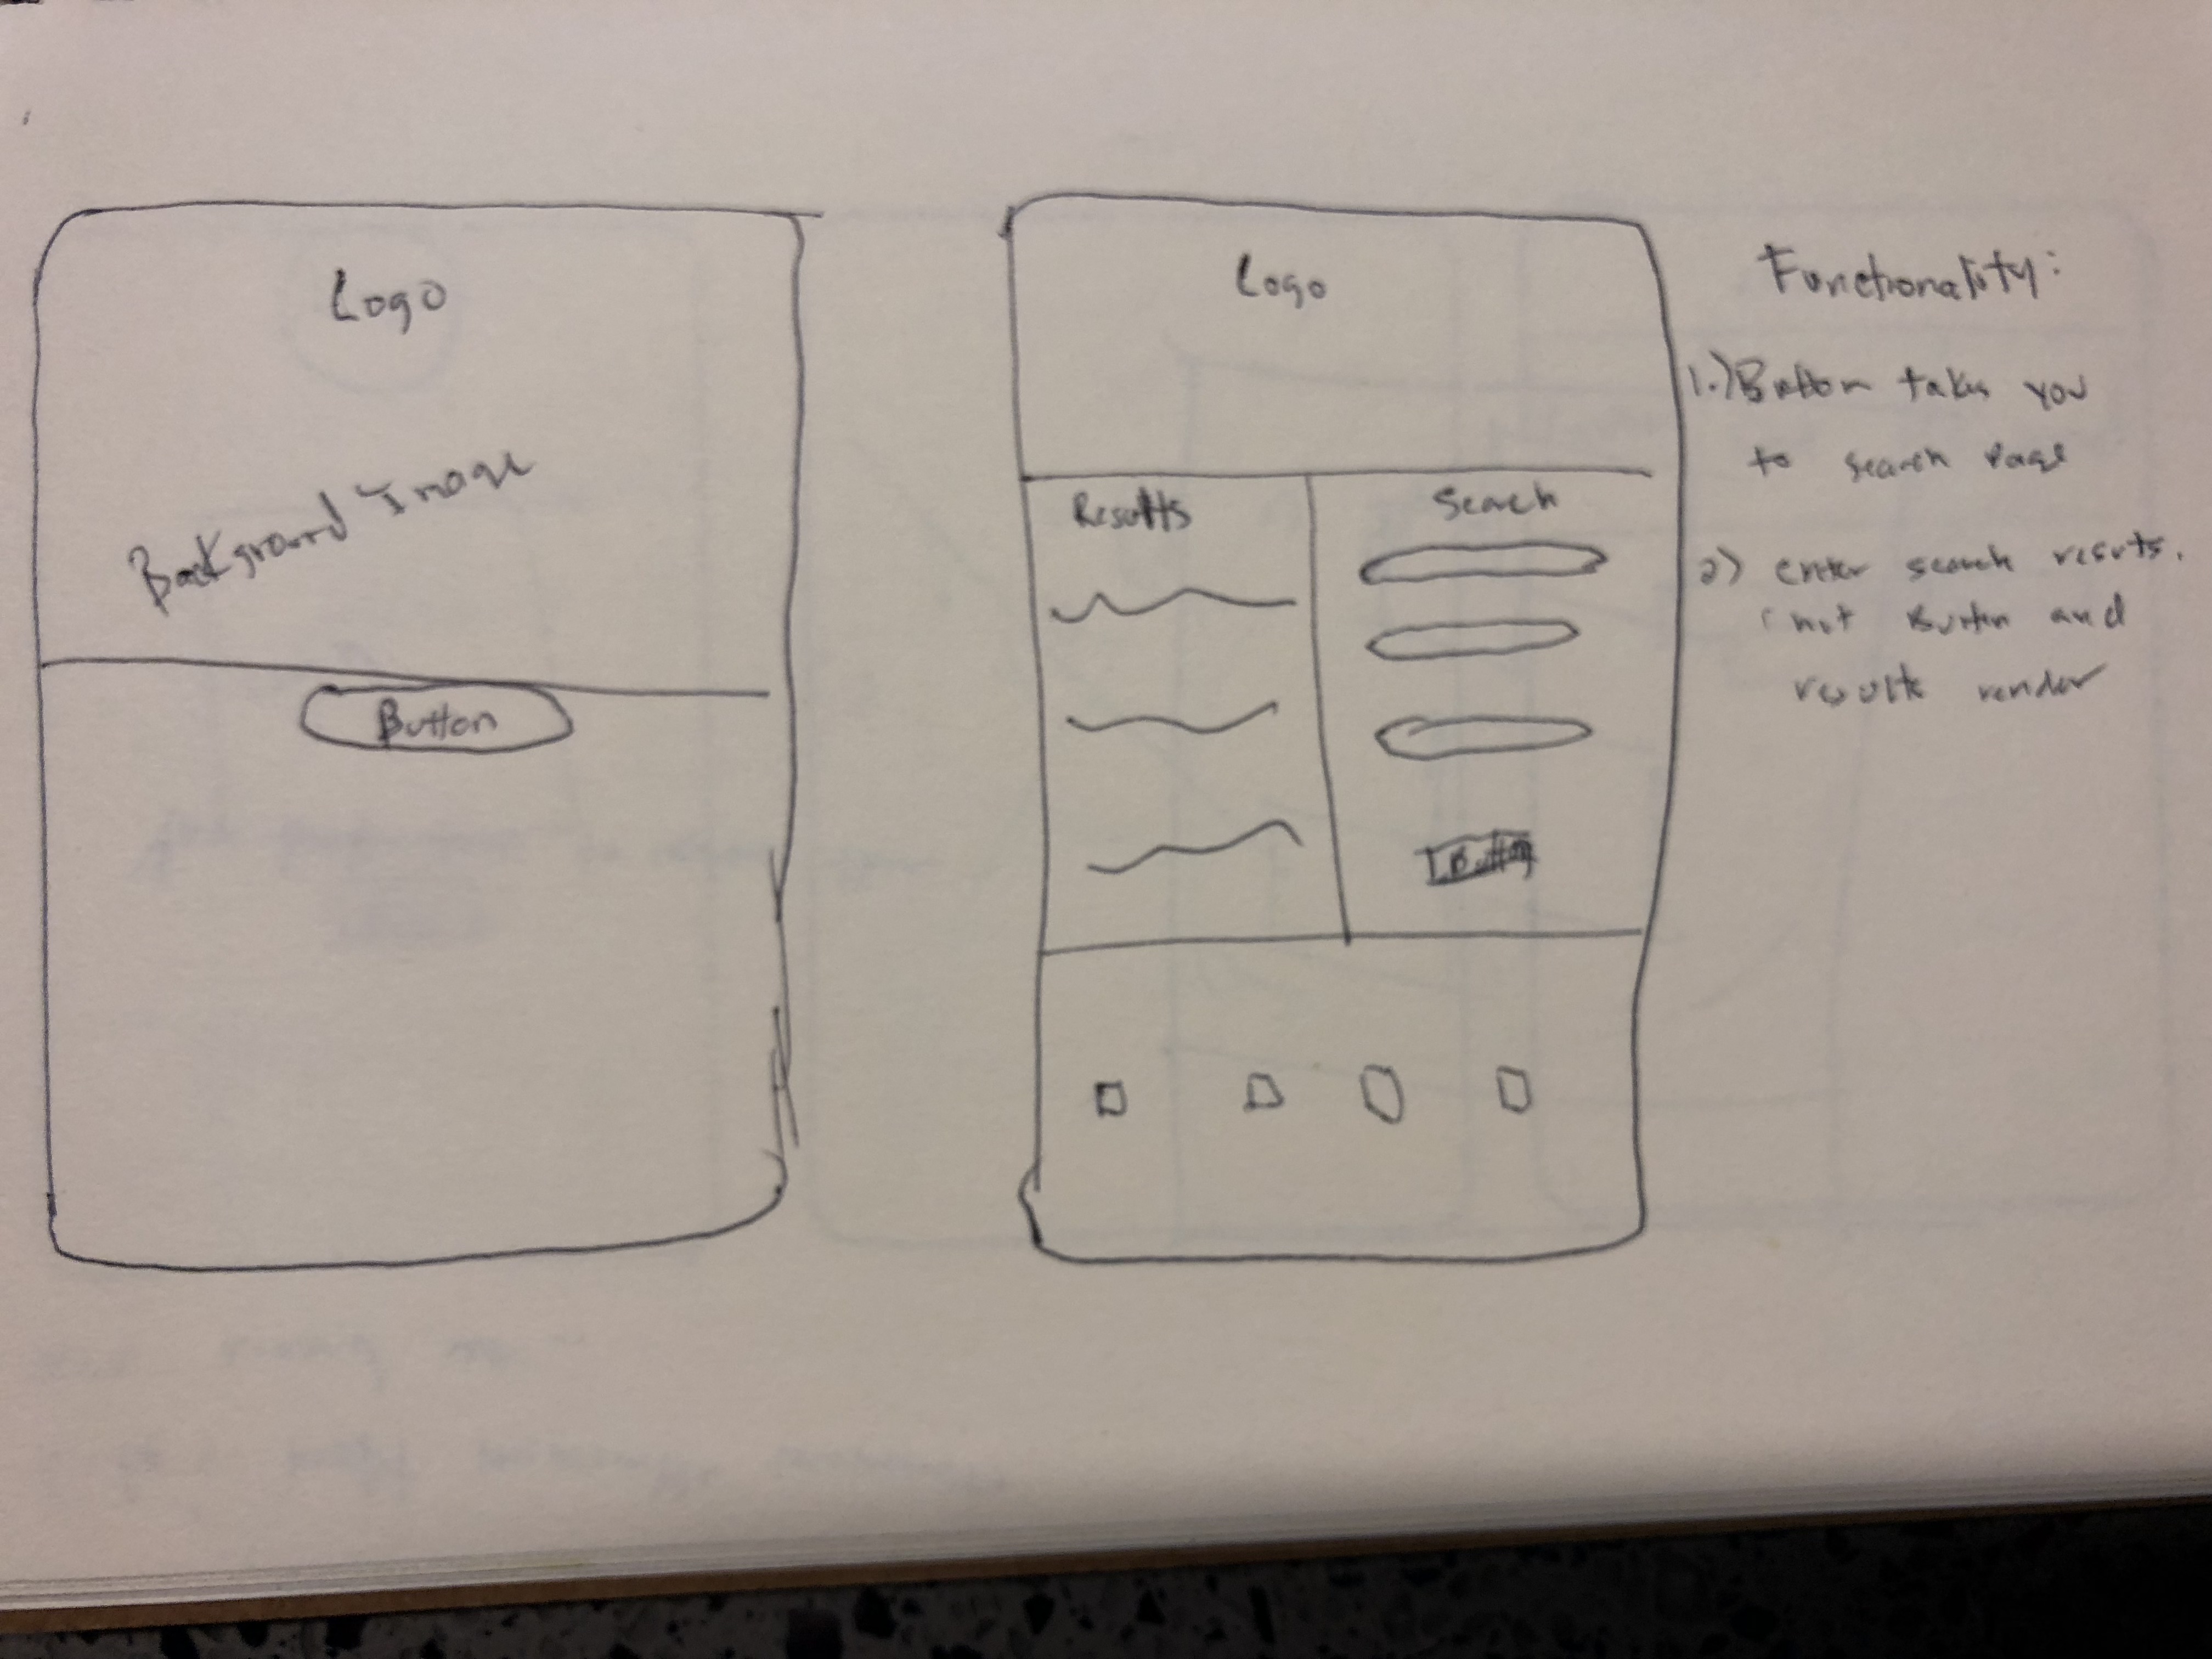 Logo
Background Image
Button
Logo
Results
Search
Button
Functionality:
1.) Button takes you
to search page
2) enter search results.
button and
results render